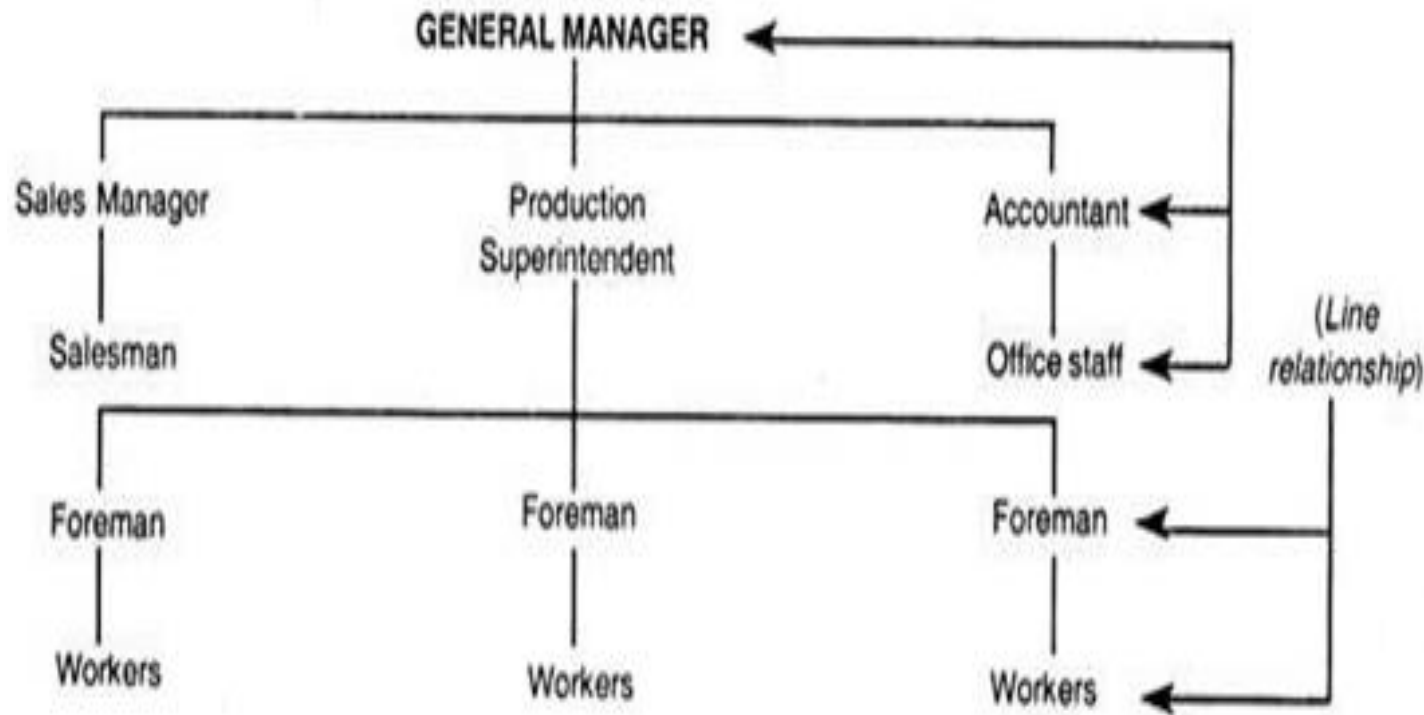 GENERAL MANAGER
Sales Manager
Production
Superintendent
Accountant
Salesman
Office staff
(Line
relationship)
Foreman
Foreman
Foreman
Workers
Workers
Workers